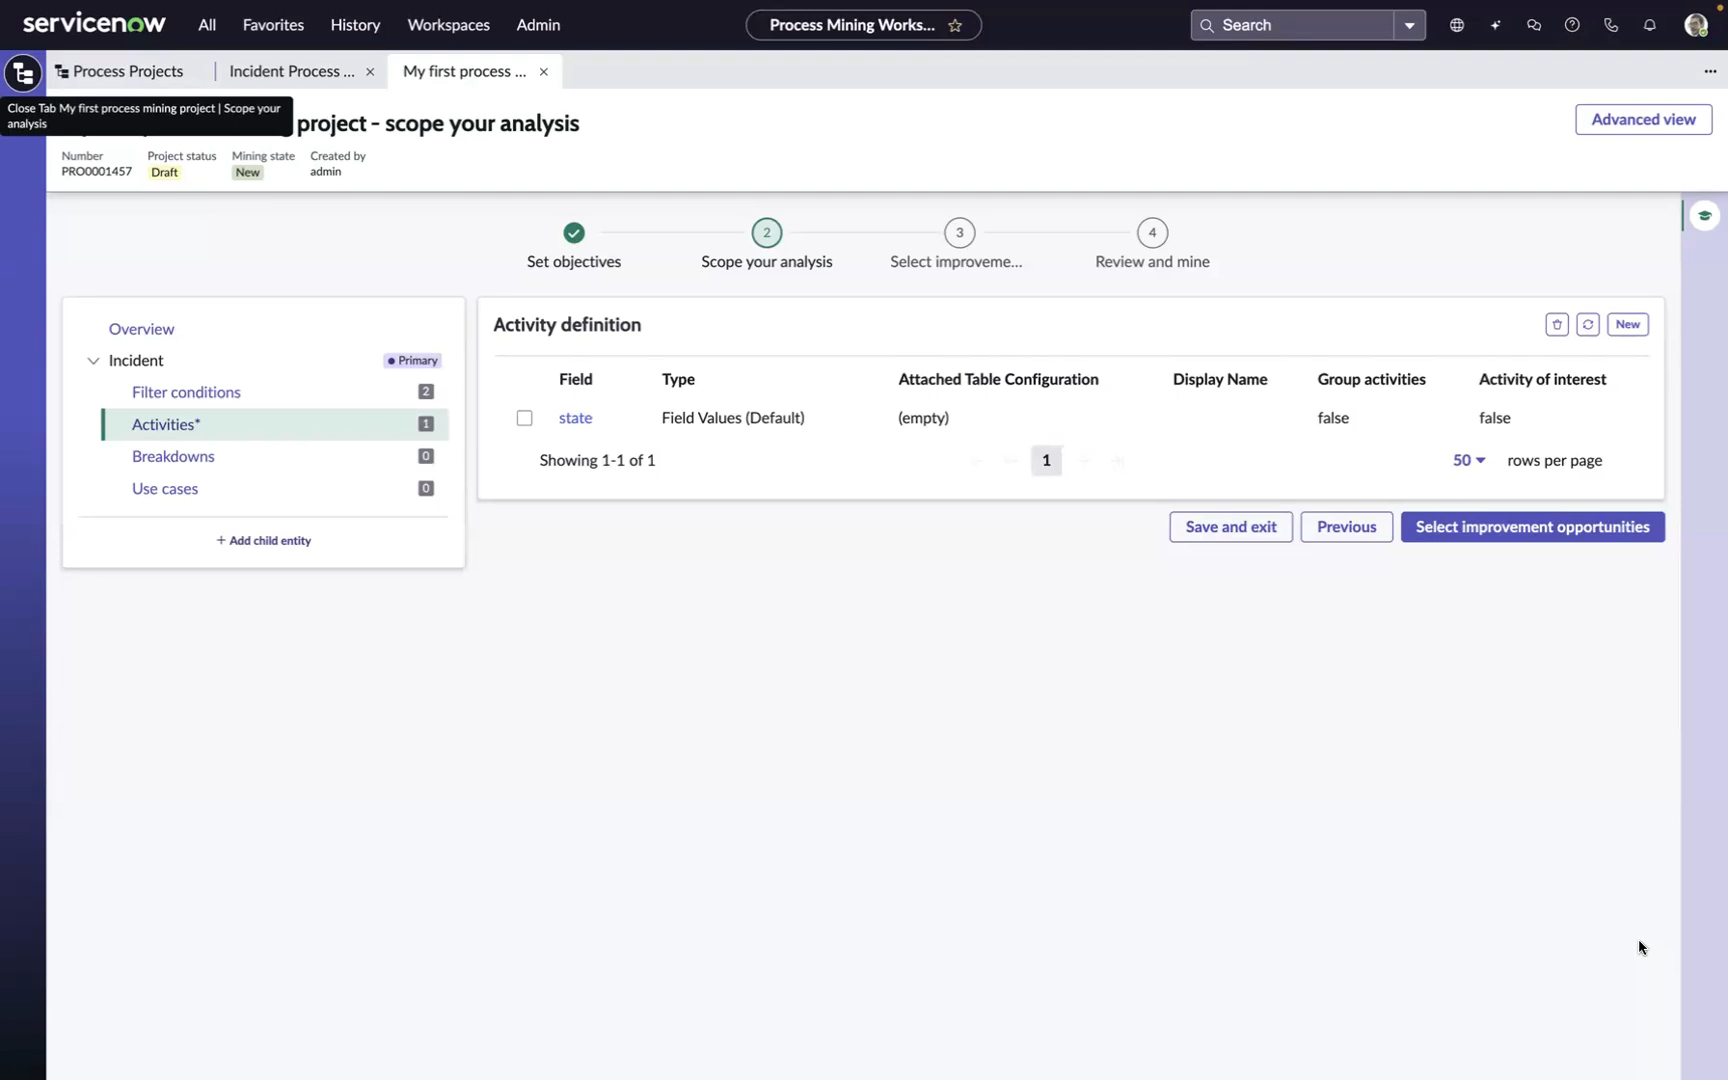 servicenow
All
Favorites
History
Workspaces
Admin
Process Mining Works...
Search
Process Projects
Incident Process ...
My first process ...
Close Tab My first process mining project | Scope your
analysis
project - scope your analysis
Advanced view
Number
Project status
Mining state
Created by
PRO0001457
Draft
New
admin
2
3
4
Set objectives
Scope your analysis
Select improveme...
Review and mine
Overview
Incident
Primary
Filter conditions
2
Activities*
1
Breakdowns
0
Use cases
0
+ Add child entity
Activity definition
New
Field
Type
Attached Table Configuration
Display Name
Group activities
Activity of interest
state
Field Values (Default)
(empty)
false
false
Showing 1-1 of 1
1
50
rows per page
Save and exit
Previous
Select improvement opportunities